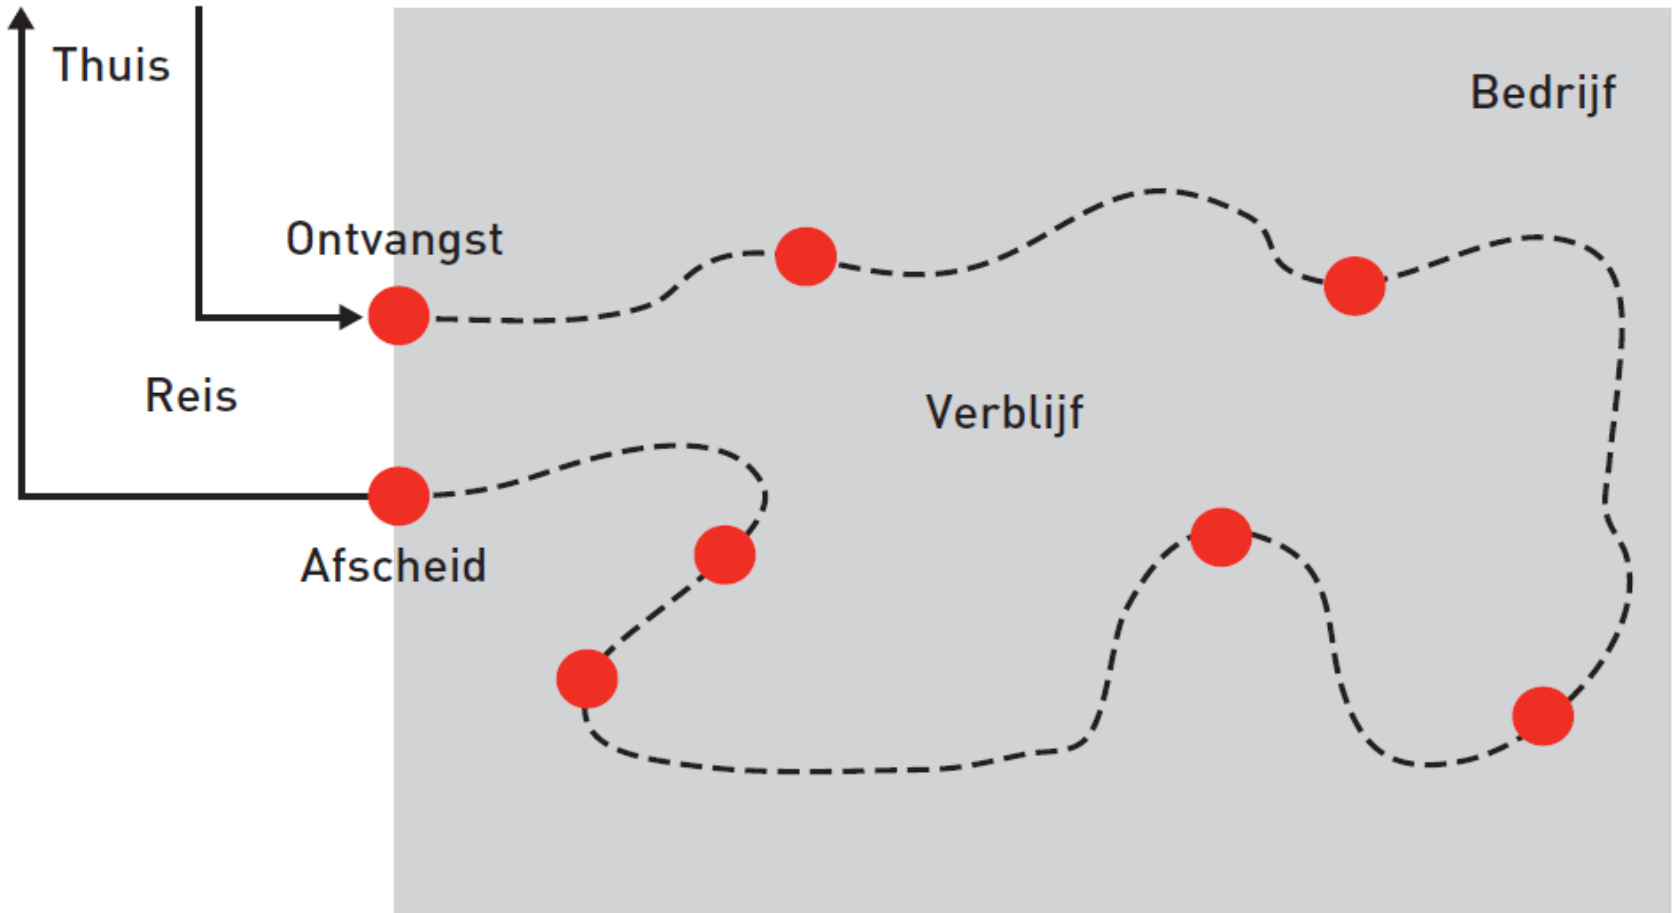 Thuis
Bedrijf
Ontvangst
Reis
Verblijf
Afscheid